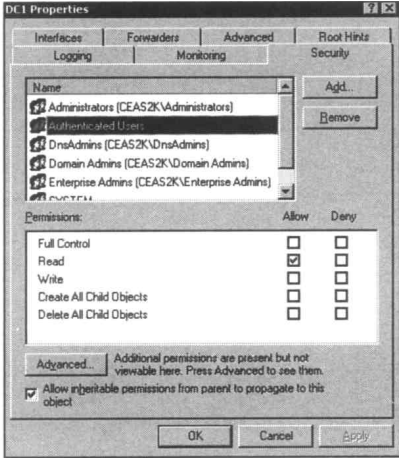 DC1 Properties
Interfaces Forwarders Advanced Root Hints
Logging Monitoring Security
Name
Administrators (CEAS2K\Administrators)
Authenticated Users
DnsAdmins (CEAS2K\DnsAdmins)
Domain Admins (CEAS2K\Domain Admins)
Enterprise Admins (CEAS2K\Enterprise Admins)
SYSTEM
Add...
Remove
Permissions: Allow Deny
Full Control
Read
Write
Create All Child Objects
Delete All Child Objects
Advanced...
Additional permissions are present but not
viewable here. Press Advanced to see them.
Allow inheritable permissions from parent to propagate to this
object
OK Cancel Apply